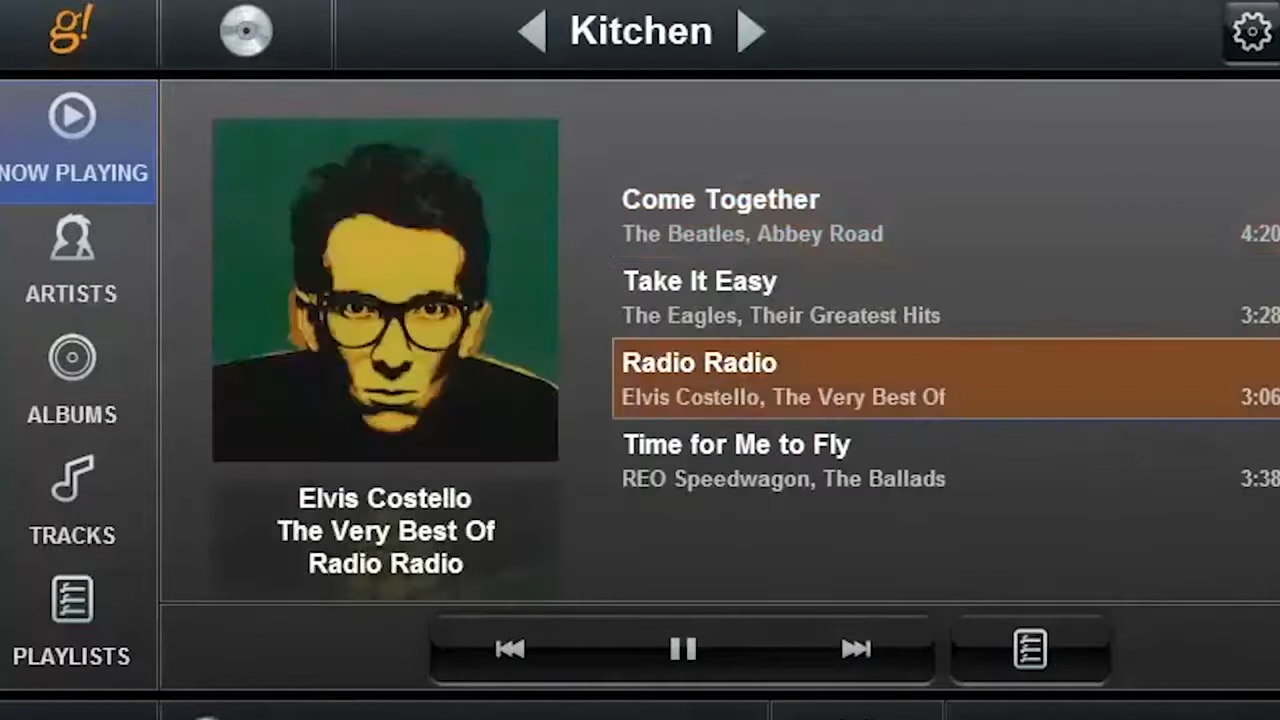 g!
Kitchen
NOW PLAYING
ARTISTS
ALBUMS
TRACKS
PLAYLISTS
Elvis Costello
The Very Best Of
Radio Radio
Come Together
The Beatles, Abbey Road
4:20
Take It Easy
The Eagles, Their Greatest Hits
3:28
Radio Radio
Elvis Costello, The Very Best Of
3:06
Time for Me to Fly
REO Speedwagon, The Ballads
3:38